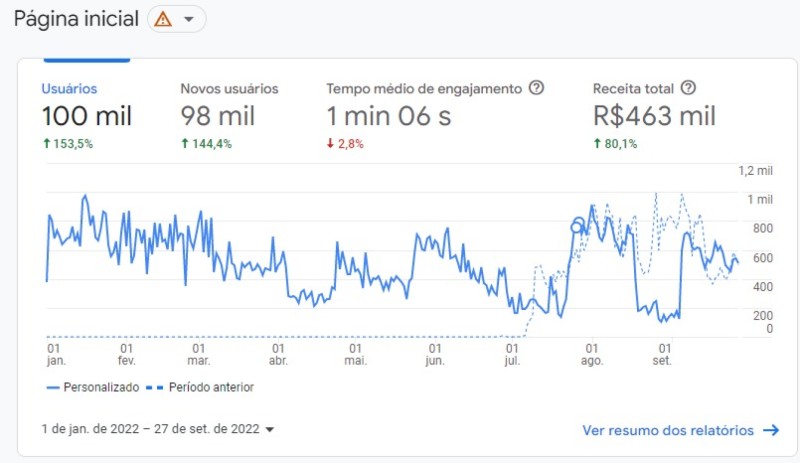 Página inicial
Usuários
100 mil
153,5%
Novos usuários
98 mil
144,4%
Tempo médio de engajamento
1 min 06 s
2,8%
Receita total
R$463 mil
80,1%
1,2 mil
1 mil
800
600
400
200
0
01 jan.
01 fev.
01 mar.
01 abr.
01 mai.
01 jun.
01 jul.
01 ago.
01 set.
Personalizado
Período anterior
1 de jan. de 2022 – 27 de set. de 2022
Ver resumo dos relatórios